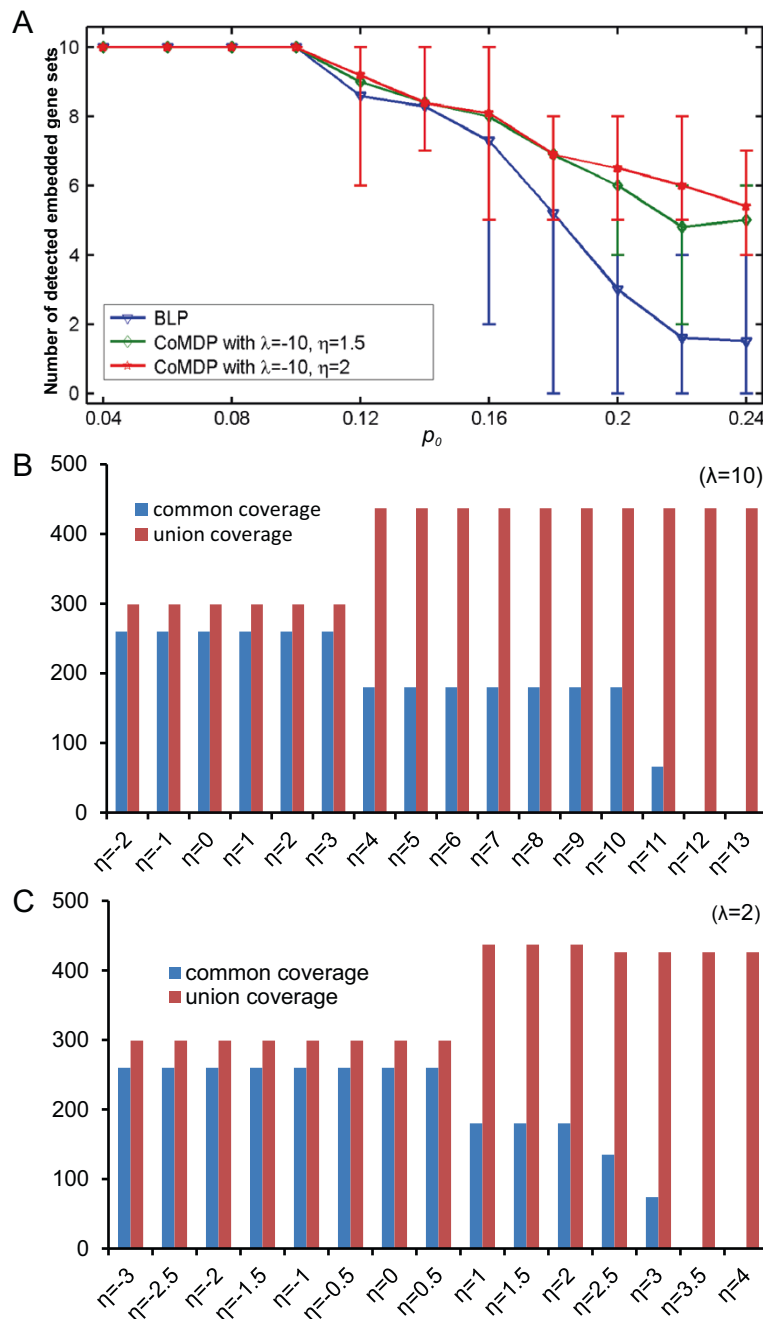 A
Number of detected embedded gene sets
10
8
6
4
2
0
BLP
CoMDP with λ=-10, η=1.5
CoMDP with λ=-10, η=2
0.04 0.08 0.12 0.16 0.2 0.24
p₀
B
(λ=10)
500
400
300
200
100
0
common coverage
union coverage
η=-2 η=-1 η=0 η=1 η=2 η=3 η=4 η=5 η=6 η=7 η=8 η=9 η=10 η=11 η=12 η=13
C
(λ=2)
500
400
300
200
100
0
common coverage
union coverage
η=-3 η=-2.5 η=-2 η=-1.5 η=-1 η=-0.5 η=0 η=0.5 η=1 η=1.5 η=2 η=2.5 η=3 η=3.5 η=4